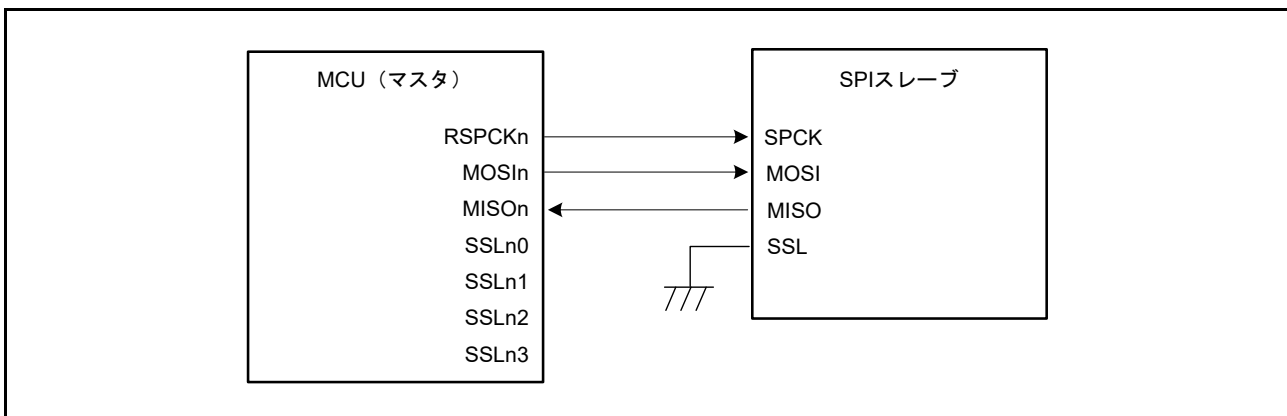 MCU（マスタ）
RSPCKn
MOSIn
MISOn
SSLn0
SSLn1
SSLn2
SSLn3
SPIスレーブ
SPCK
MOSI
MISO
SSL